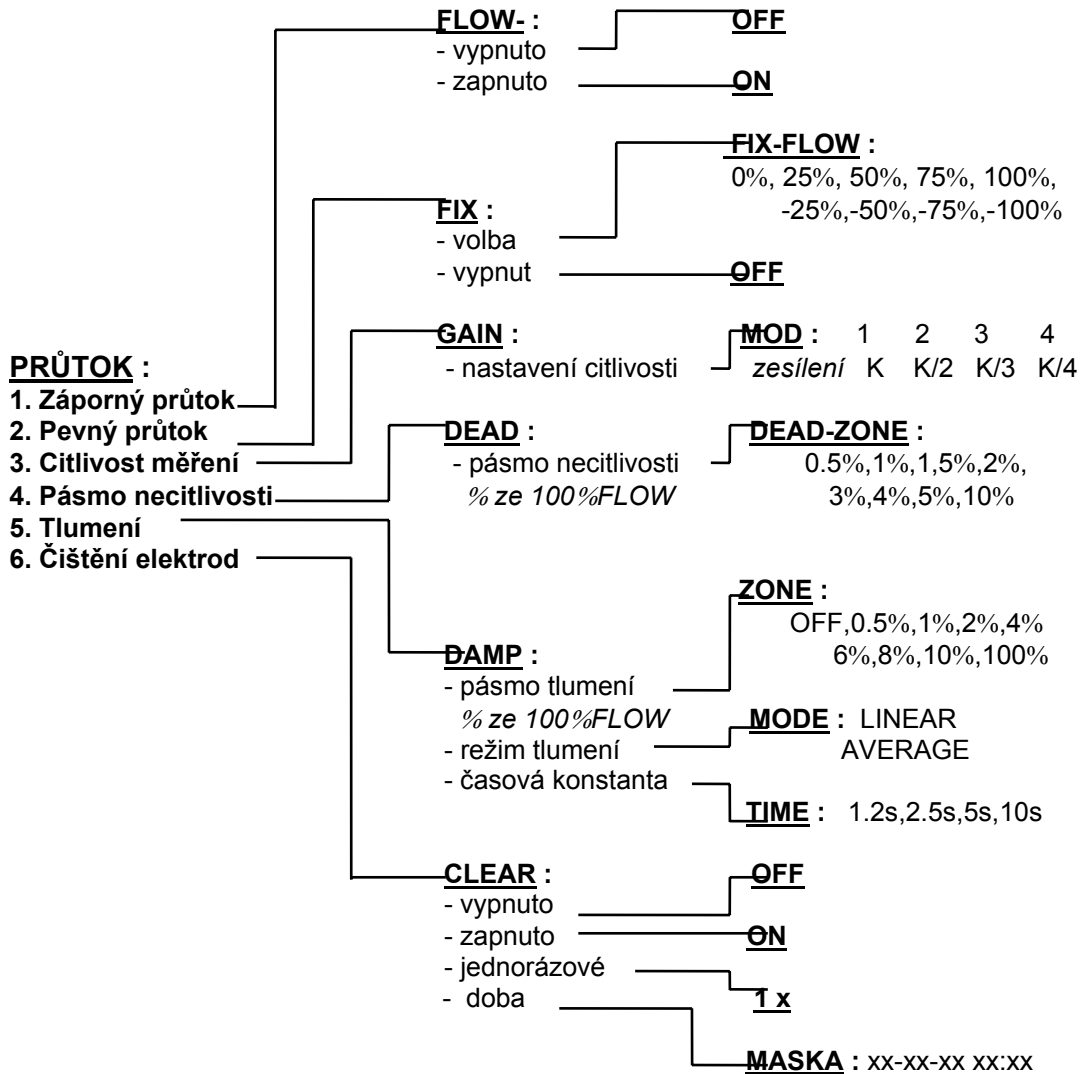 PRŮTOK :
1. Záporný průtok
2. Pevný průtok
3. Citlivost měření
4. Pásmo necitlivosti
5. Tlumení
6. Čištění elektrod
FLOW- :
- vypnuto
- zapnuto
OFF
ON
FIX :
- volba
- vypnut
FIX-FLOW :
0%, 25%, 50%, 75%, 100%,
-25%,-50%,-75%,-100%
OFF
GAIN :
- nastavení citlivosti
MOD : 1 2 3 4
zesílení K K/2 K/3 K/4
DEAD :
- pásmo necitlivosti
% ze 100%FLOW
DEAD-ZONE :
0.5%,1%,1,5%,2%,
3%,4%,5%,10%
DAMP :
- pásmo tlumení
% ze 100%FLOW
- režim tlumení
- časová konstanta
ZONE :
OFF,0.5%,1%,2%,4%
6%,8%,10%,100%
MODE : LINEAR
AVERAGE
TIME : 1.2s,2.5s,5s,10s
CLEAR :
- vypnuto
- zapnuto
- jednorázové
- doba
OFF
ON
1 x
MASKA : xx-xx-xx xx:xx